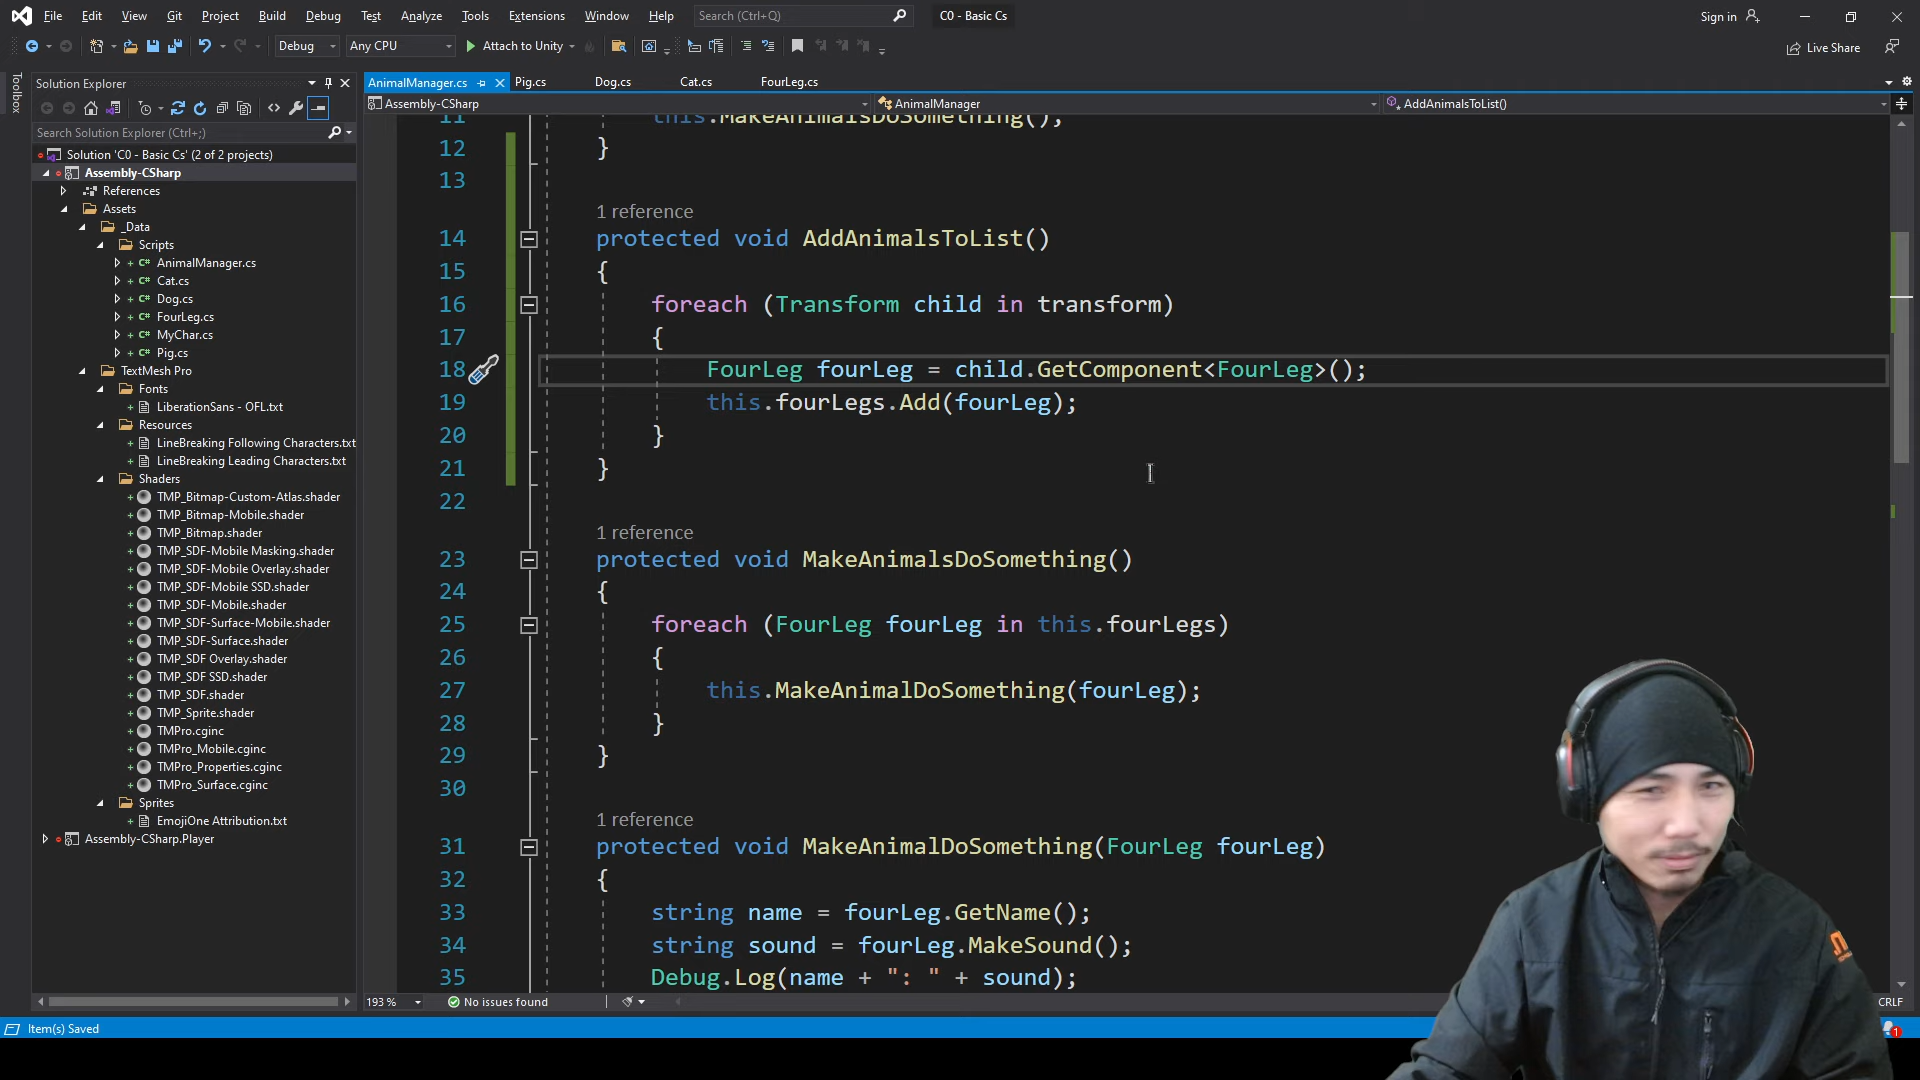 File Edit View Git Project Build Debug Test Analyze Tools Extensions Window Help Search (Ctrl+Q) C0 - Basic Cs Sign in
Debug Any CPU Attach to Unity Live Share
Toolbox
Solution Explorer
Search Solution Explorer (Ctrl+;)
Solution 'C0 - Basic Cs' (2 of 2 projects)
Assembly-CSharp
References
Assets
_Data
Scripts
AnimalManager.cs
Cat.cs
Dog.cs
FourLeg.cs
MyChar.cs
Pig.cs
TextMesh Pro
Fonts
LiberationSans - OFL.txt
Resources
LineBreaking Following Characters.txt
LineBreaking Leading Characters.txt
Shaders
TMP_Bitmap-Custom-Atlas.shader
TMP_Bitmap-Mobile.shader
TMP_Bitmap.shader
TMP_SDF-Mobile Masking.shader
TMP_SDF-Mobile Overlay.shader
TMP_SDF-Mobile SSD.shader
TMP_SDF-Mobile.shader
TMP_SDF-Surface-Mobile.shader
TMP_SDF-Surface.shader
TMP_SDF Overlay.shader
TMP_SDF SSD.shader
TMP_SDF.shader
TMP_Sprite.shader
TMPro.cginc
TMPro_Mobile.cginc
TMPro_Properties.cginc
TMPro_Surface.cginc
Sprites
EmojiOne Attribution.txt
Assembly-CSharp.Player
AnimalManager.cs Pig.cs Dog.cs Cat.cs FourLeg.cs
Assembly-CSharp AnimalManager AddAnimalsToList()
11 this.MakeAnimalsDoSomething();
12 }
13
1 reference
14 protected void AddAnimalsToList()
15 {
16 foreach (Transform child in transform)
17 {
18 FourLeg fourLeg = child.GetComponent<FourLeg>();
19 this.fourLegs.Add(fourLeg);
20 }
21 }
22
1 reference
23 protected void MakeAnimalsDoSomething()
24 {
25 foreach (FourLeg fourLeg in this.fourLegs)
26 {
27 this.MakeAnimalDoSomething(fourLeg);
28 }
29 }
30
1 reference
31 protected void MakeAnimalDoSomething(FourLeg fourLeg)
32 {
33 string name = fourLeg.GetName();
34 string sound = fourLeg.MakeSound();
35 Debug.Log(name + ": " + sound);
193 % No issues found CRLF
Item(s) Saved 1